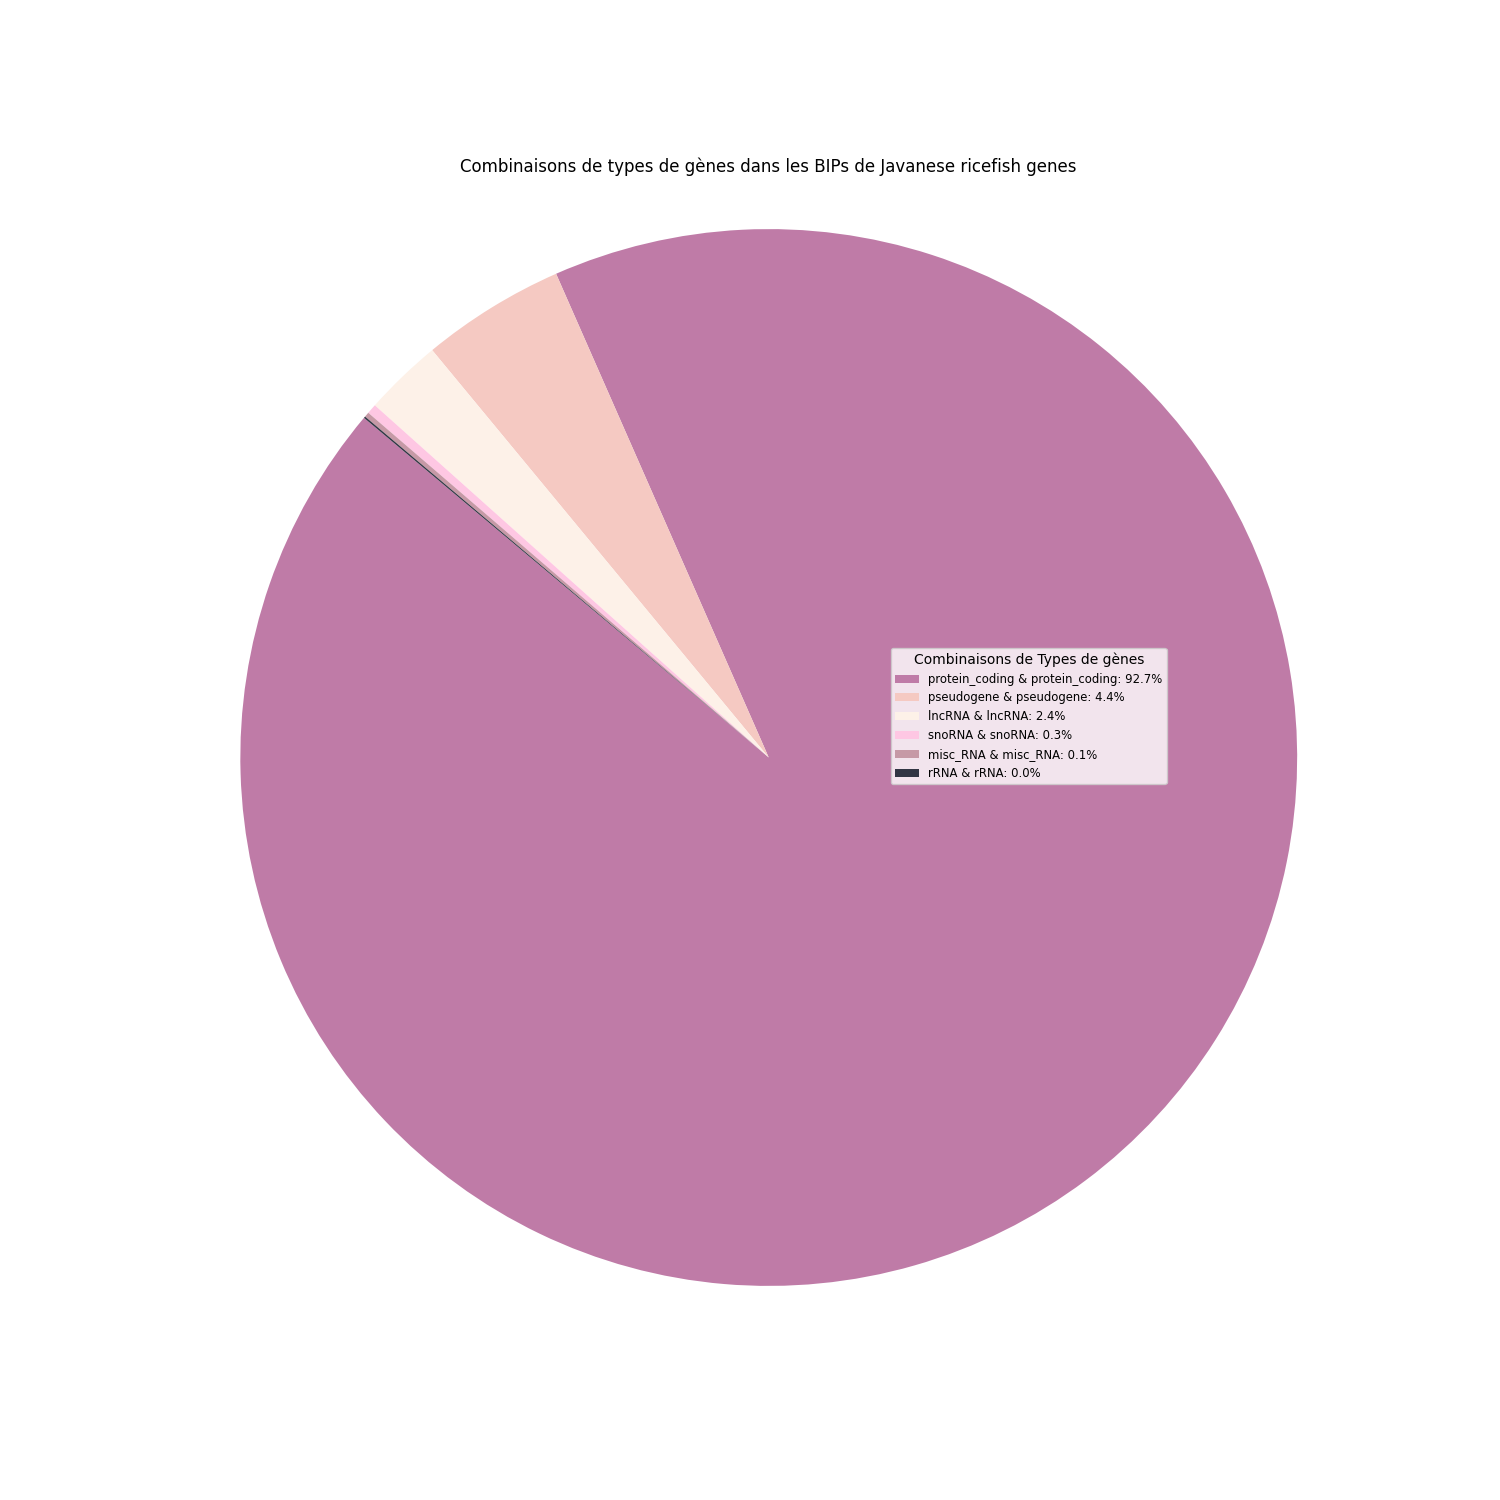 Combinaisons de types de gènes dans les BIPs de Javanese ricefish genes
Combinaisons de Types de gènes
protein_coding & protein_coding: 92.7%
pseudogene & pseudogene: 4.4%
lncRNA & lncRNA: 2.4%
snoRNA & snoRNA: 0.3%
misc_RNA & misc_RNA: 0.1%
rRNA & rRNA: 0.0%